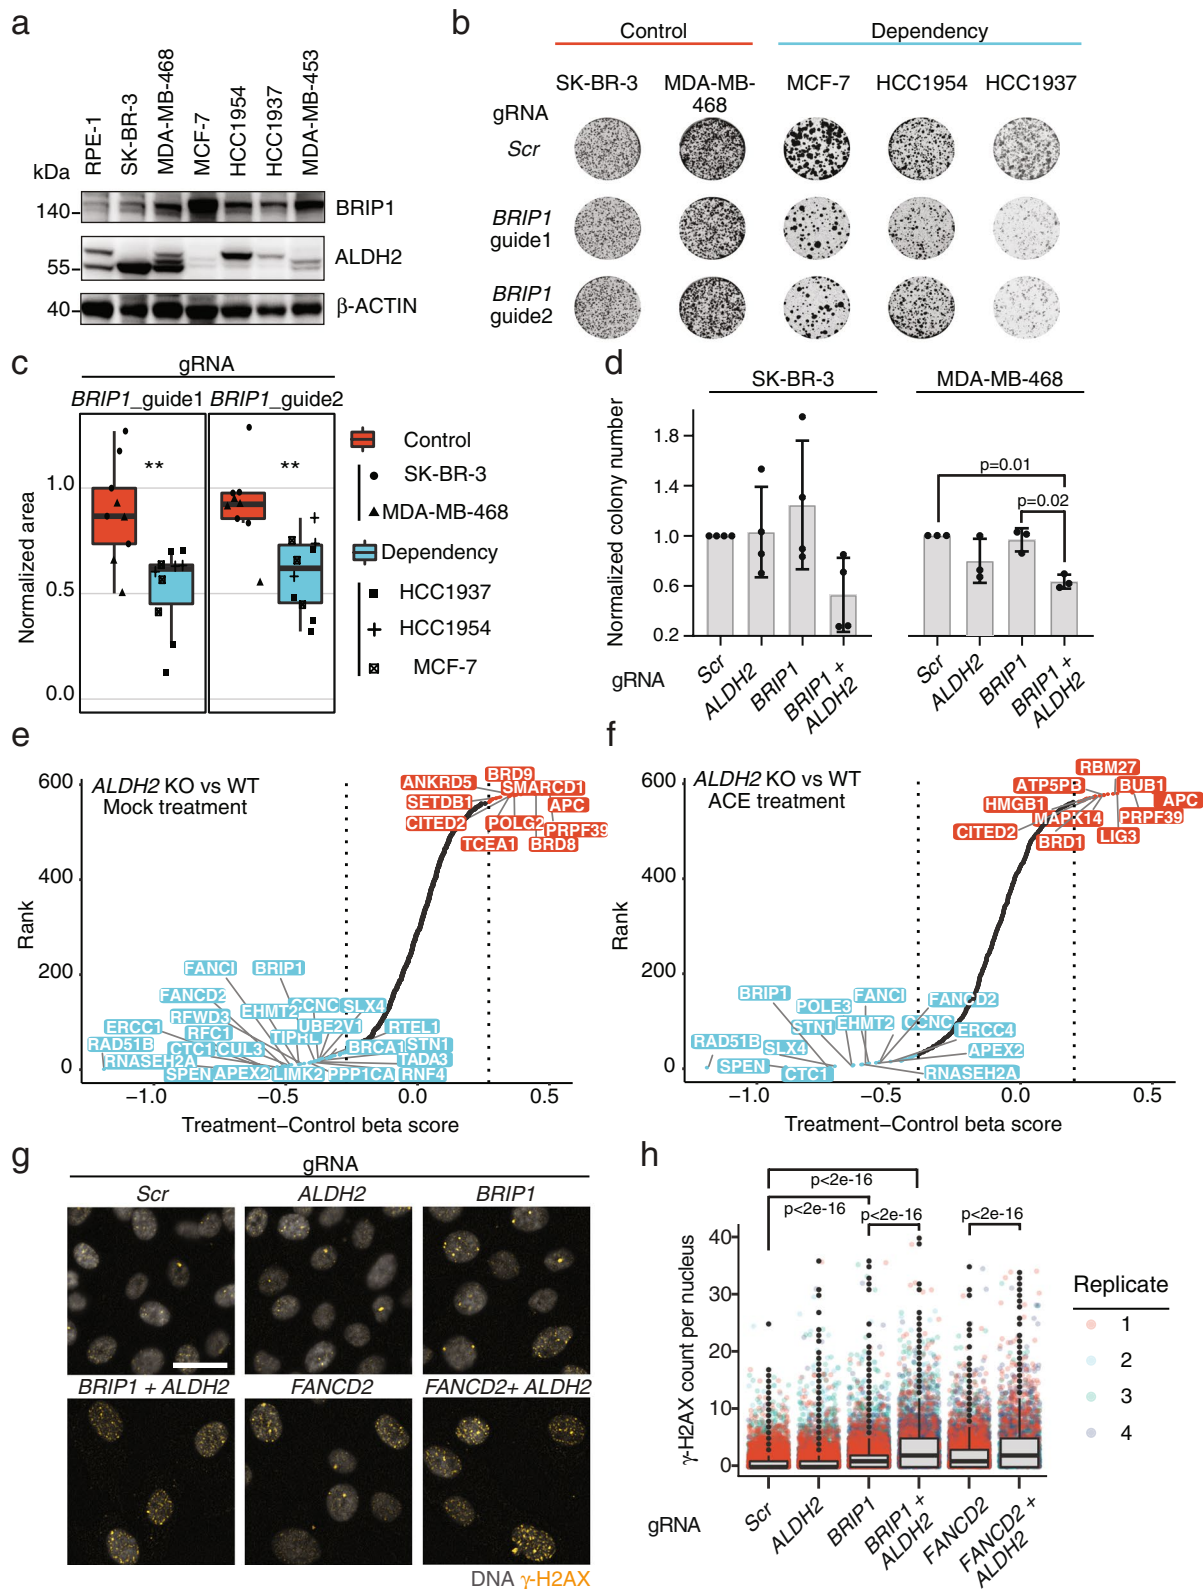 a
RPE-1
SK-BR-3
MDA-MB-468
MCF-7
HCC1954
HCC1937
MDA-MB-453
kDa
140
BRIP1
55
ALDH2
40
β-ACTIN
b
Control
Dependency
SK-BR-3
MDA-MB-468
MCF-7
HCC1954
HCC1937
gRNA
Scr
BRIP1
guide1
BRIP1
guide2
c
gRNA
BRIP1_guide1
BRIP1_guide2
**
**
Normalized area
1.0
0.5
0.0
Control
SK-BR-3
MDA-MB-468
Dependency
HCC1937
HCC1954
MCF-7
d
SK-BR-3
MDA-MB-468
Normalized colony number
1.8
1.4
1.0
0.6
0.2
p=0.01
p=0.02
gRNA
Scr
ALDH2
BRIP1
BRIP1 +
ALDH2
Scr
ALDH2
BRIP1
BRIP1 +
ALDH2
e
ALDH2 KO vs WT
Mock treatment
Rank
600
400
200
0
ANKRD5
BRD9
SETDB1
SMARCD1
APC
CITED2
POLG2
PRPF39
TCEA1
BRD8
FANCI
BRIP1
FANCD2
EHMT2
CCNC
SLX4
RFWD3
UBE2V1
ERCC1
RFC1
TIPRL
RTEL1
RAD51B
CTC1
CUL3
BRCA1
STN1
RNASEH2A
TADA3
SPEN
APEX2
LIMK2
PPP1CA
RNF4
−1.0
−0.5
0.0
0.5
Treatment−Control beta score
f
ALDH2 KO vs WT
ACE treatment
Rank
600
400
200
0
RBM27
ATP5PB
BUB1
HMGB1
APC
MAPK14
PRPF39
CITED2
BRD1
LIG3
BRIP1
POLE3
FANCI
FANCD2
STN1
EHMT2
CCNC
ERCC4
RAD51B
SLX4
APEX2
SPEN
CTC1
RNASEH2A
−1.0
−0.5
0.0
0.5
Treatment−Control beta score
g
gRNA
Scr
ALDH2
BRIP1
BRIP1 + ALDH2
FANCD2
FANCD2+ ALDH2
DNA γ-H2AX
h
p<2e-16
p<2e-16
p<2e-16
p<2e-16
γ-H2AX count per nucleus
40
30
20
10
0
gRNA
Scr
ALDH2
BRIP1
BRIP1 +
ALDH2
FANCD2
FANCD2 +
ALDH2
Replicate
1
2
3
4